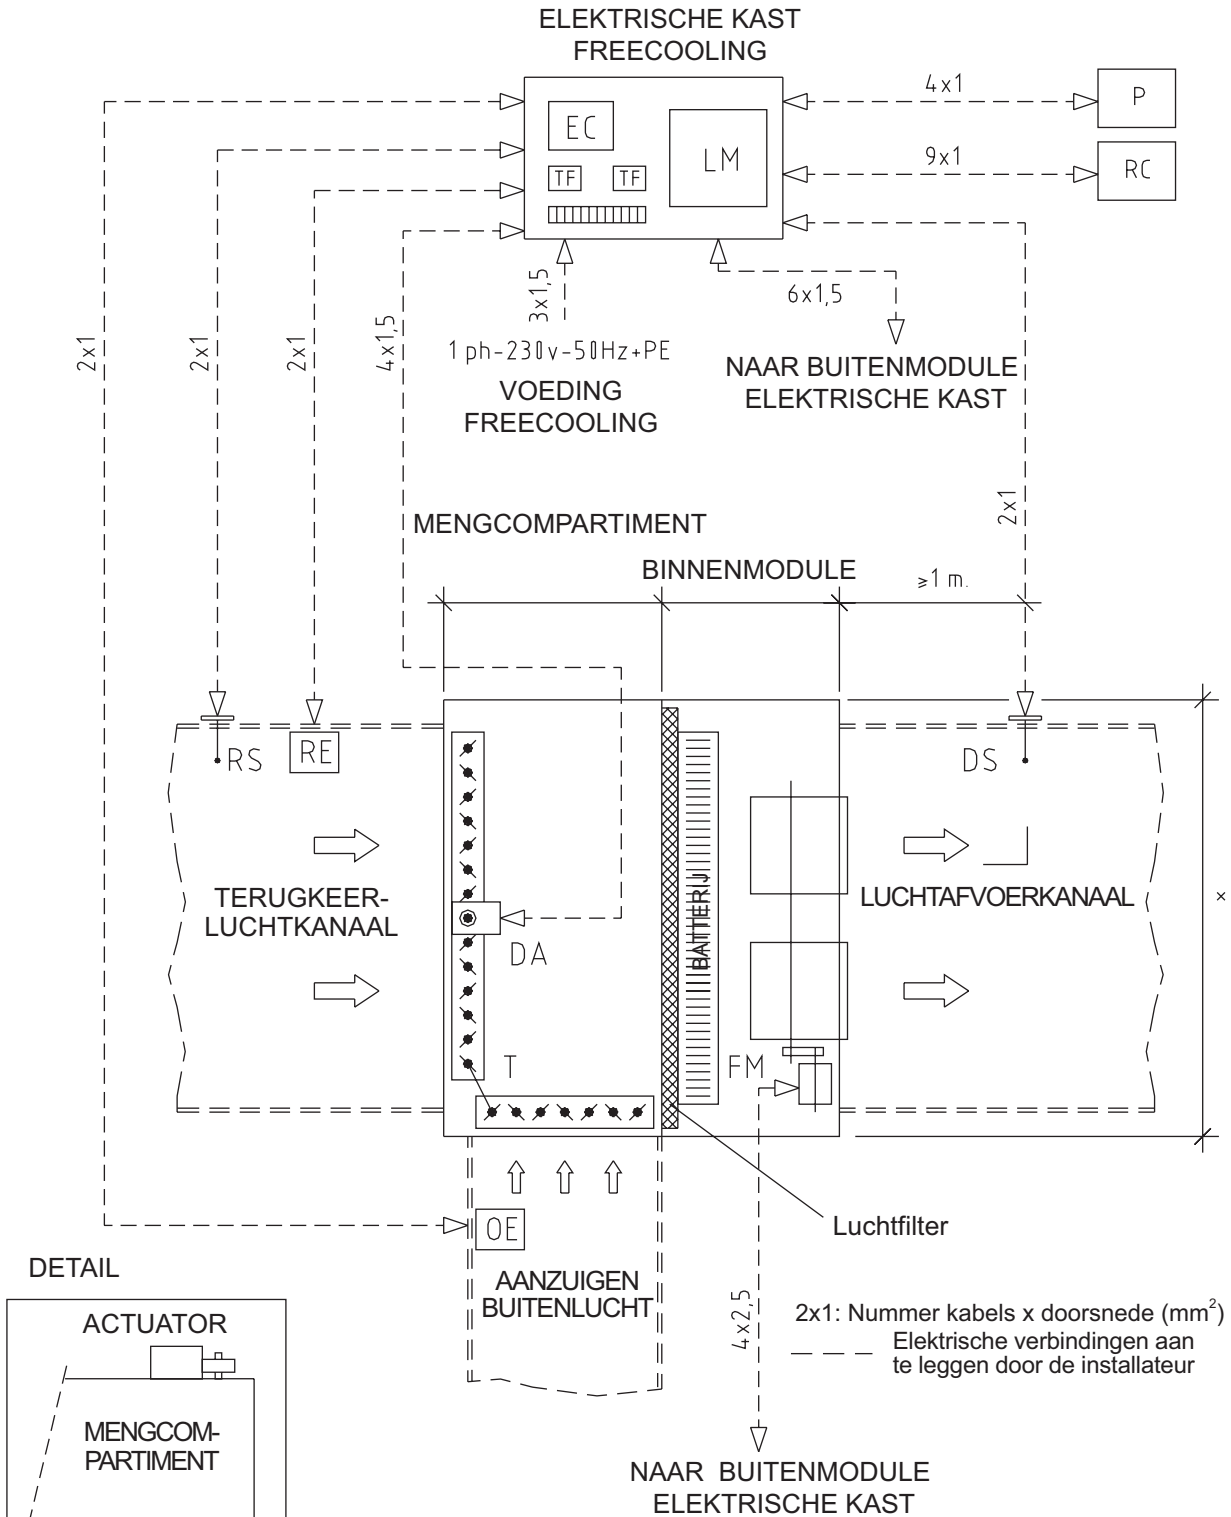 ELEKTRISCHE KAST
FREECOOLING
EC
TF
TF
LM
4x1
P
9x1
RC
2x1
2x1
2x1
4x1,5
3x1,5
6x1,5
1 ph-230v-50Hz+PE
VOEDING
FREECOOLING
NAAR BUITENMODULE
ELEKTRISCHE KAST
2x1
MENGCOMPARTIMENT
BINNENMODULE
≥1 m.
RS
RE
DS
TERUGKEER-
LUCHTKANAAL
DA
BATTERIJ
LUCHTAFVOERKANAAL
x
T
FM
OE
Luchtfilter
AANZUIGEN
BUITENLUCHT
4x2,5
2x1: Nummer kabels x doorsnede (mm²)
Elektrische verbindingen aan
te leggen door de installateur
DETAIL
ACTUATOR
MENGCOM-
PARTIMENT
NAAR BUITENMODULE
ELEKTRISCHE KAST